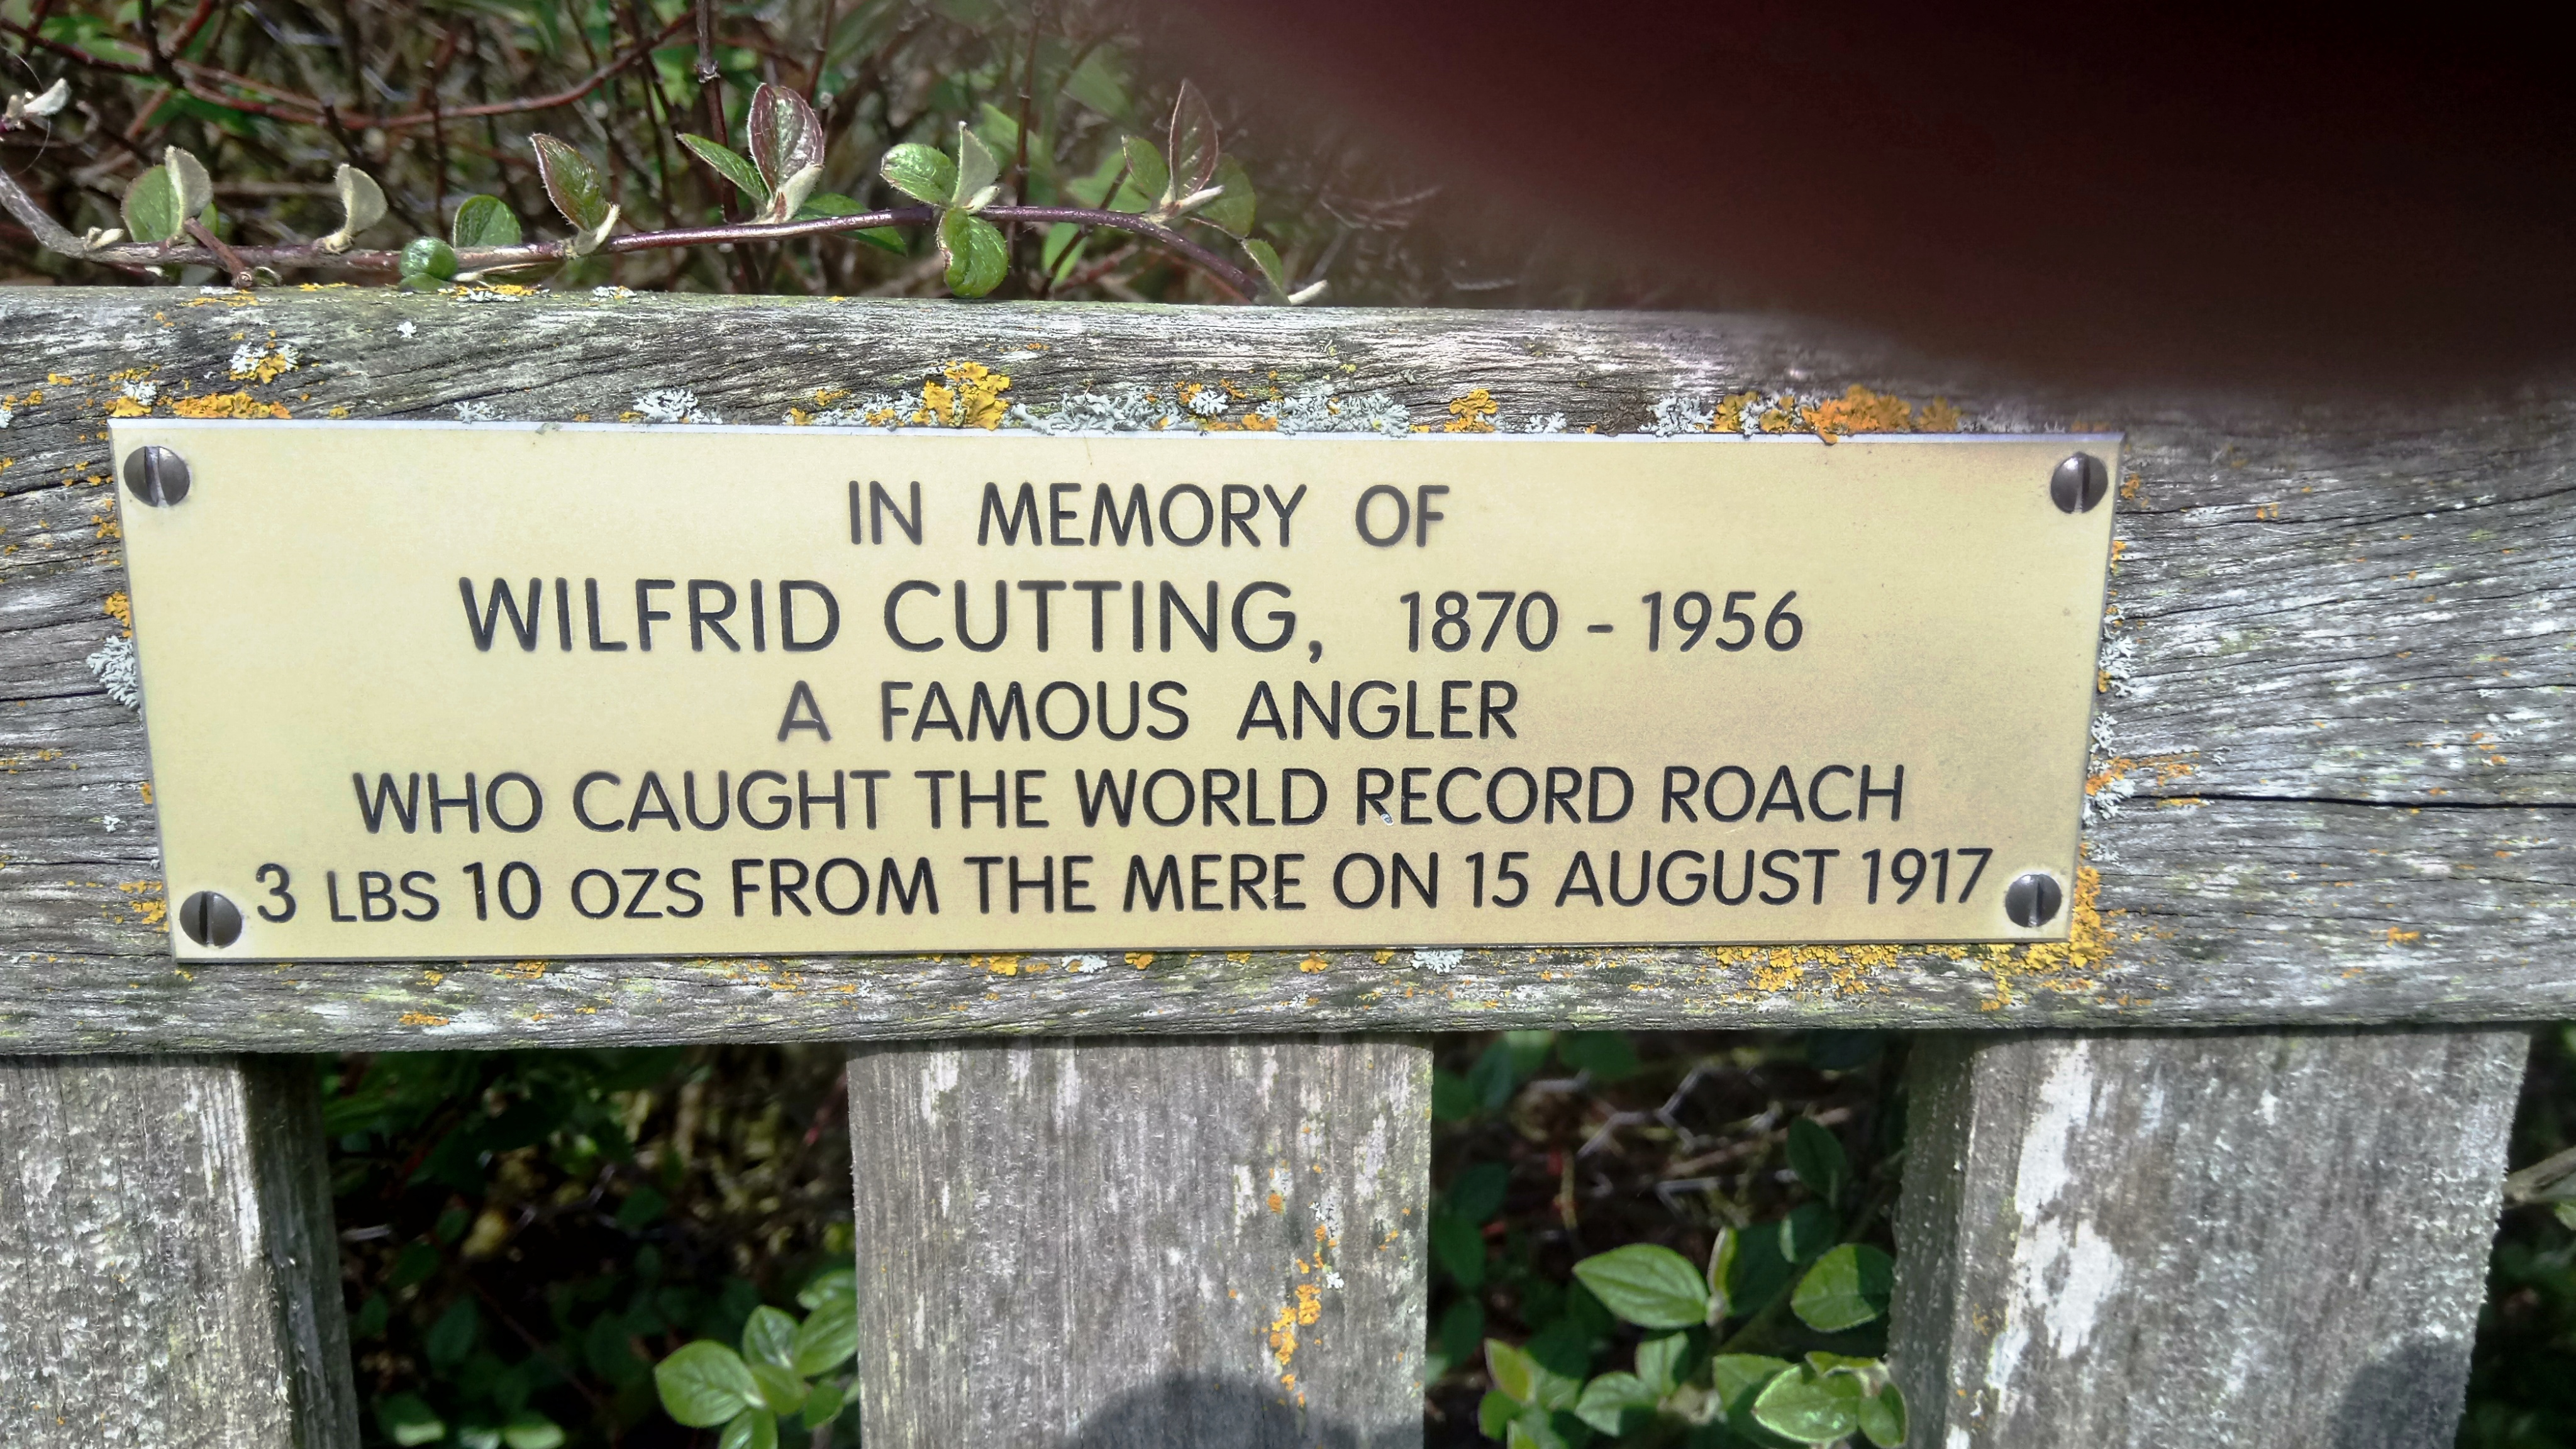 IN MEMORY OF
WILFRID CUTTING, 1870 - 1956
A FAMOUS ANGLER
WHO CAUGHT THE WORLD RECORD ROACH
3 LBS 10 OZS FROM THE MERE ON 15 AUGUST 1917